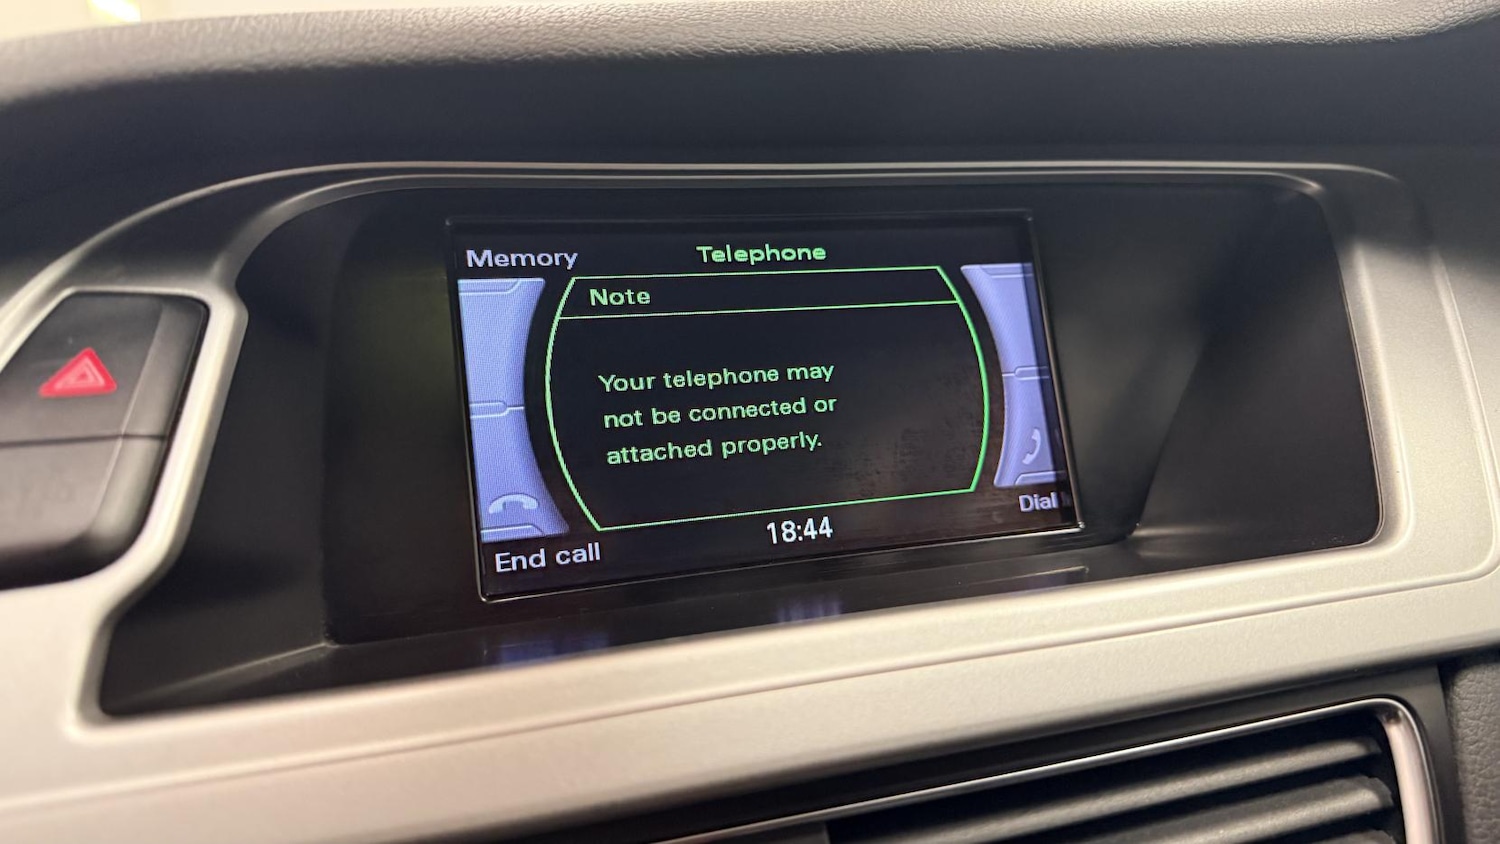 Memory
Telephone
Note
Your telephone may
not be connected or
attached properly.
Dial
18:44
End call